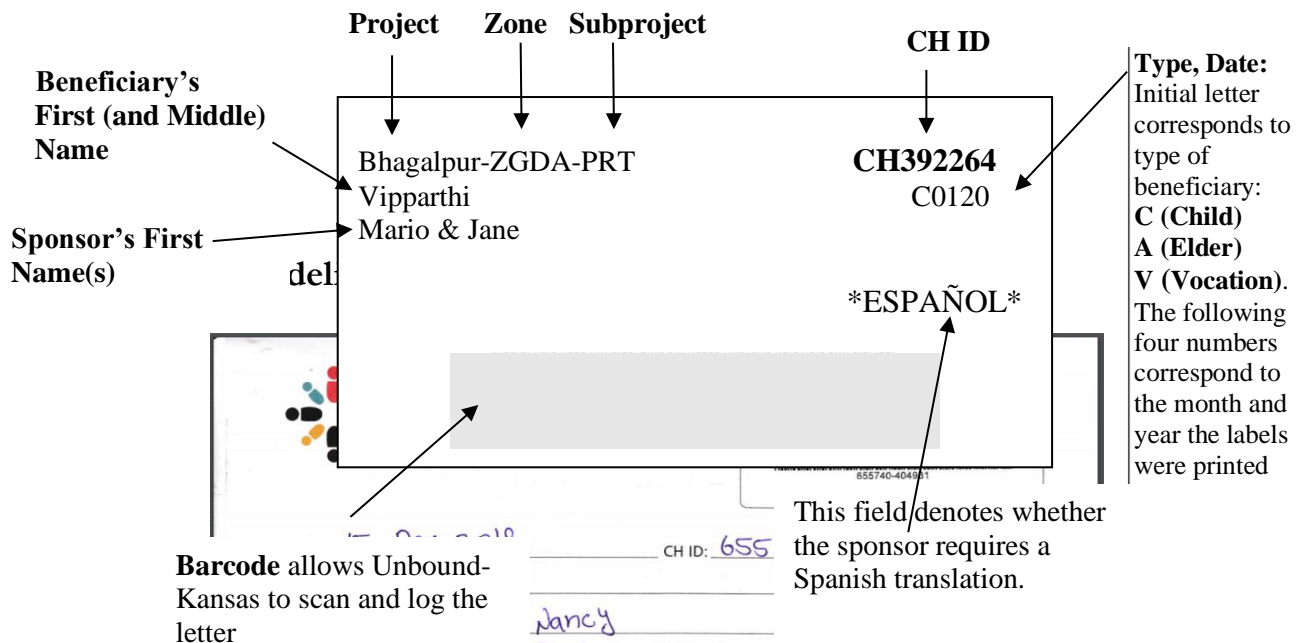 Project Zone Subproject CH ID
Beneficiary's
First (and Middle)
Name
Sponsor's First
Name(s)
Bhagalpur-ZGDA-PRT
CH392264
Vipparthi
C0120
Mario & Jane
*ESPAÑOL*
Type, Date:
Initial letter
corresponds to
type of
beneficiary:
C (Child)
A (Elder)
V (Vocation).
The following
four numbers
correspond to
the month and
year the labels
were printed
Barcode allows Unbound-
Kansas to scan and log the
letter
This field denotes whether
the sponsor requires a
Spanish translation.
CH ID: 655
Nancy